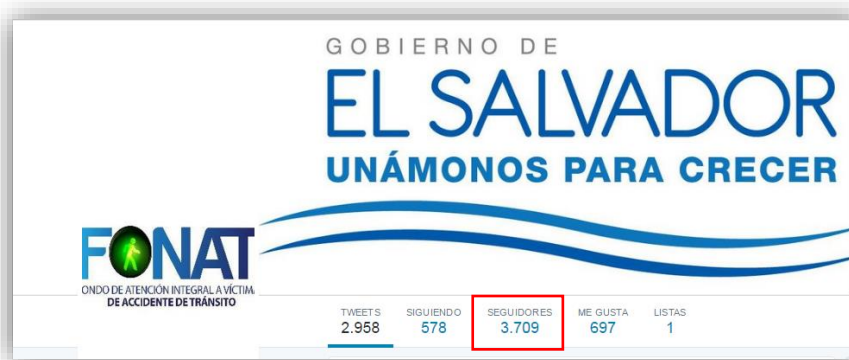 GOBIERNO DE
EL SALVADOR
UNÁMONOS PARA CRECER
FONAT
ONDO DE ATENCIÓN INTEGRAL A VÍCTIM
DE ACCIDENTE DE TRÁNSITO
TWEETS SIGUIENDO SEGUIDORES ME GUSTA LISTAS
2.958 578 3.709 697 1